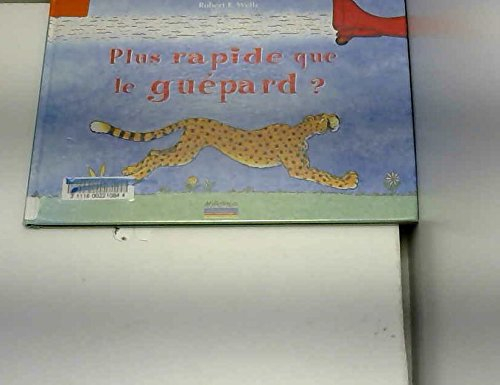 Robert E. Wells
Plus rapide que
le guépard ?